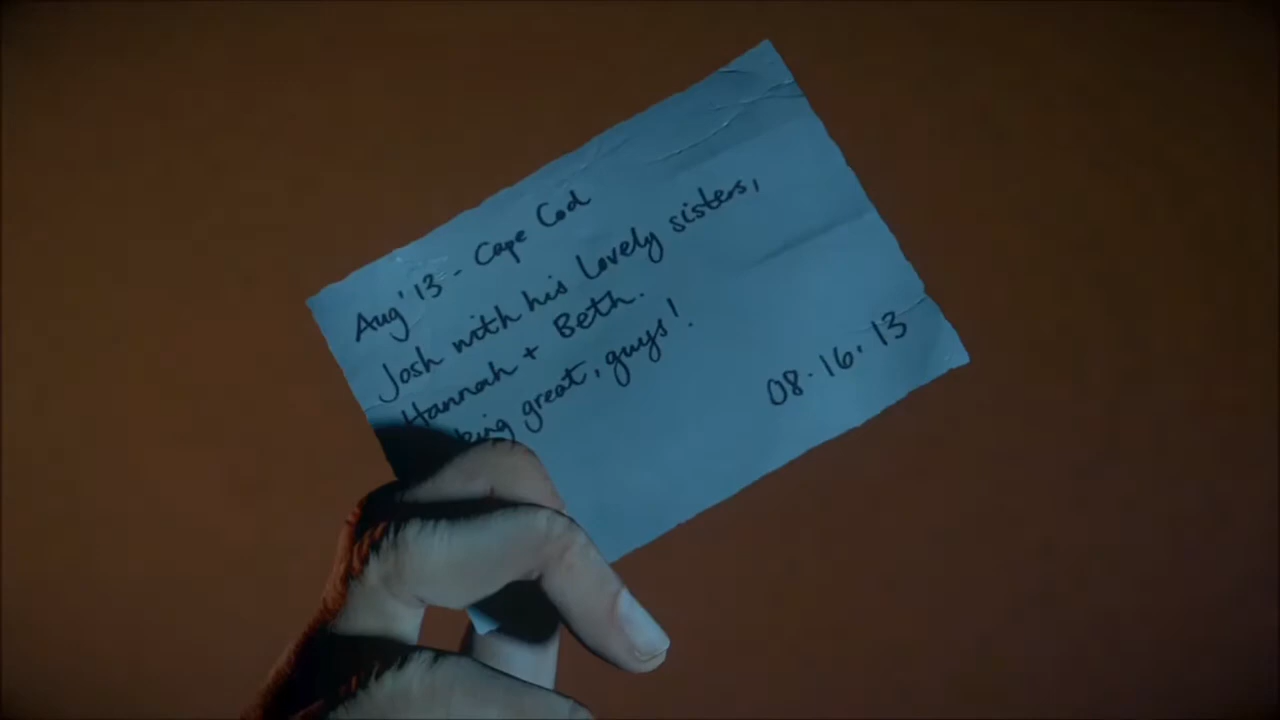 Aug '13 - Cape Cod
Josh with his lovely sisters,
Hannah + Beth.
great, guys!
08.16.13